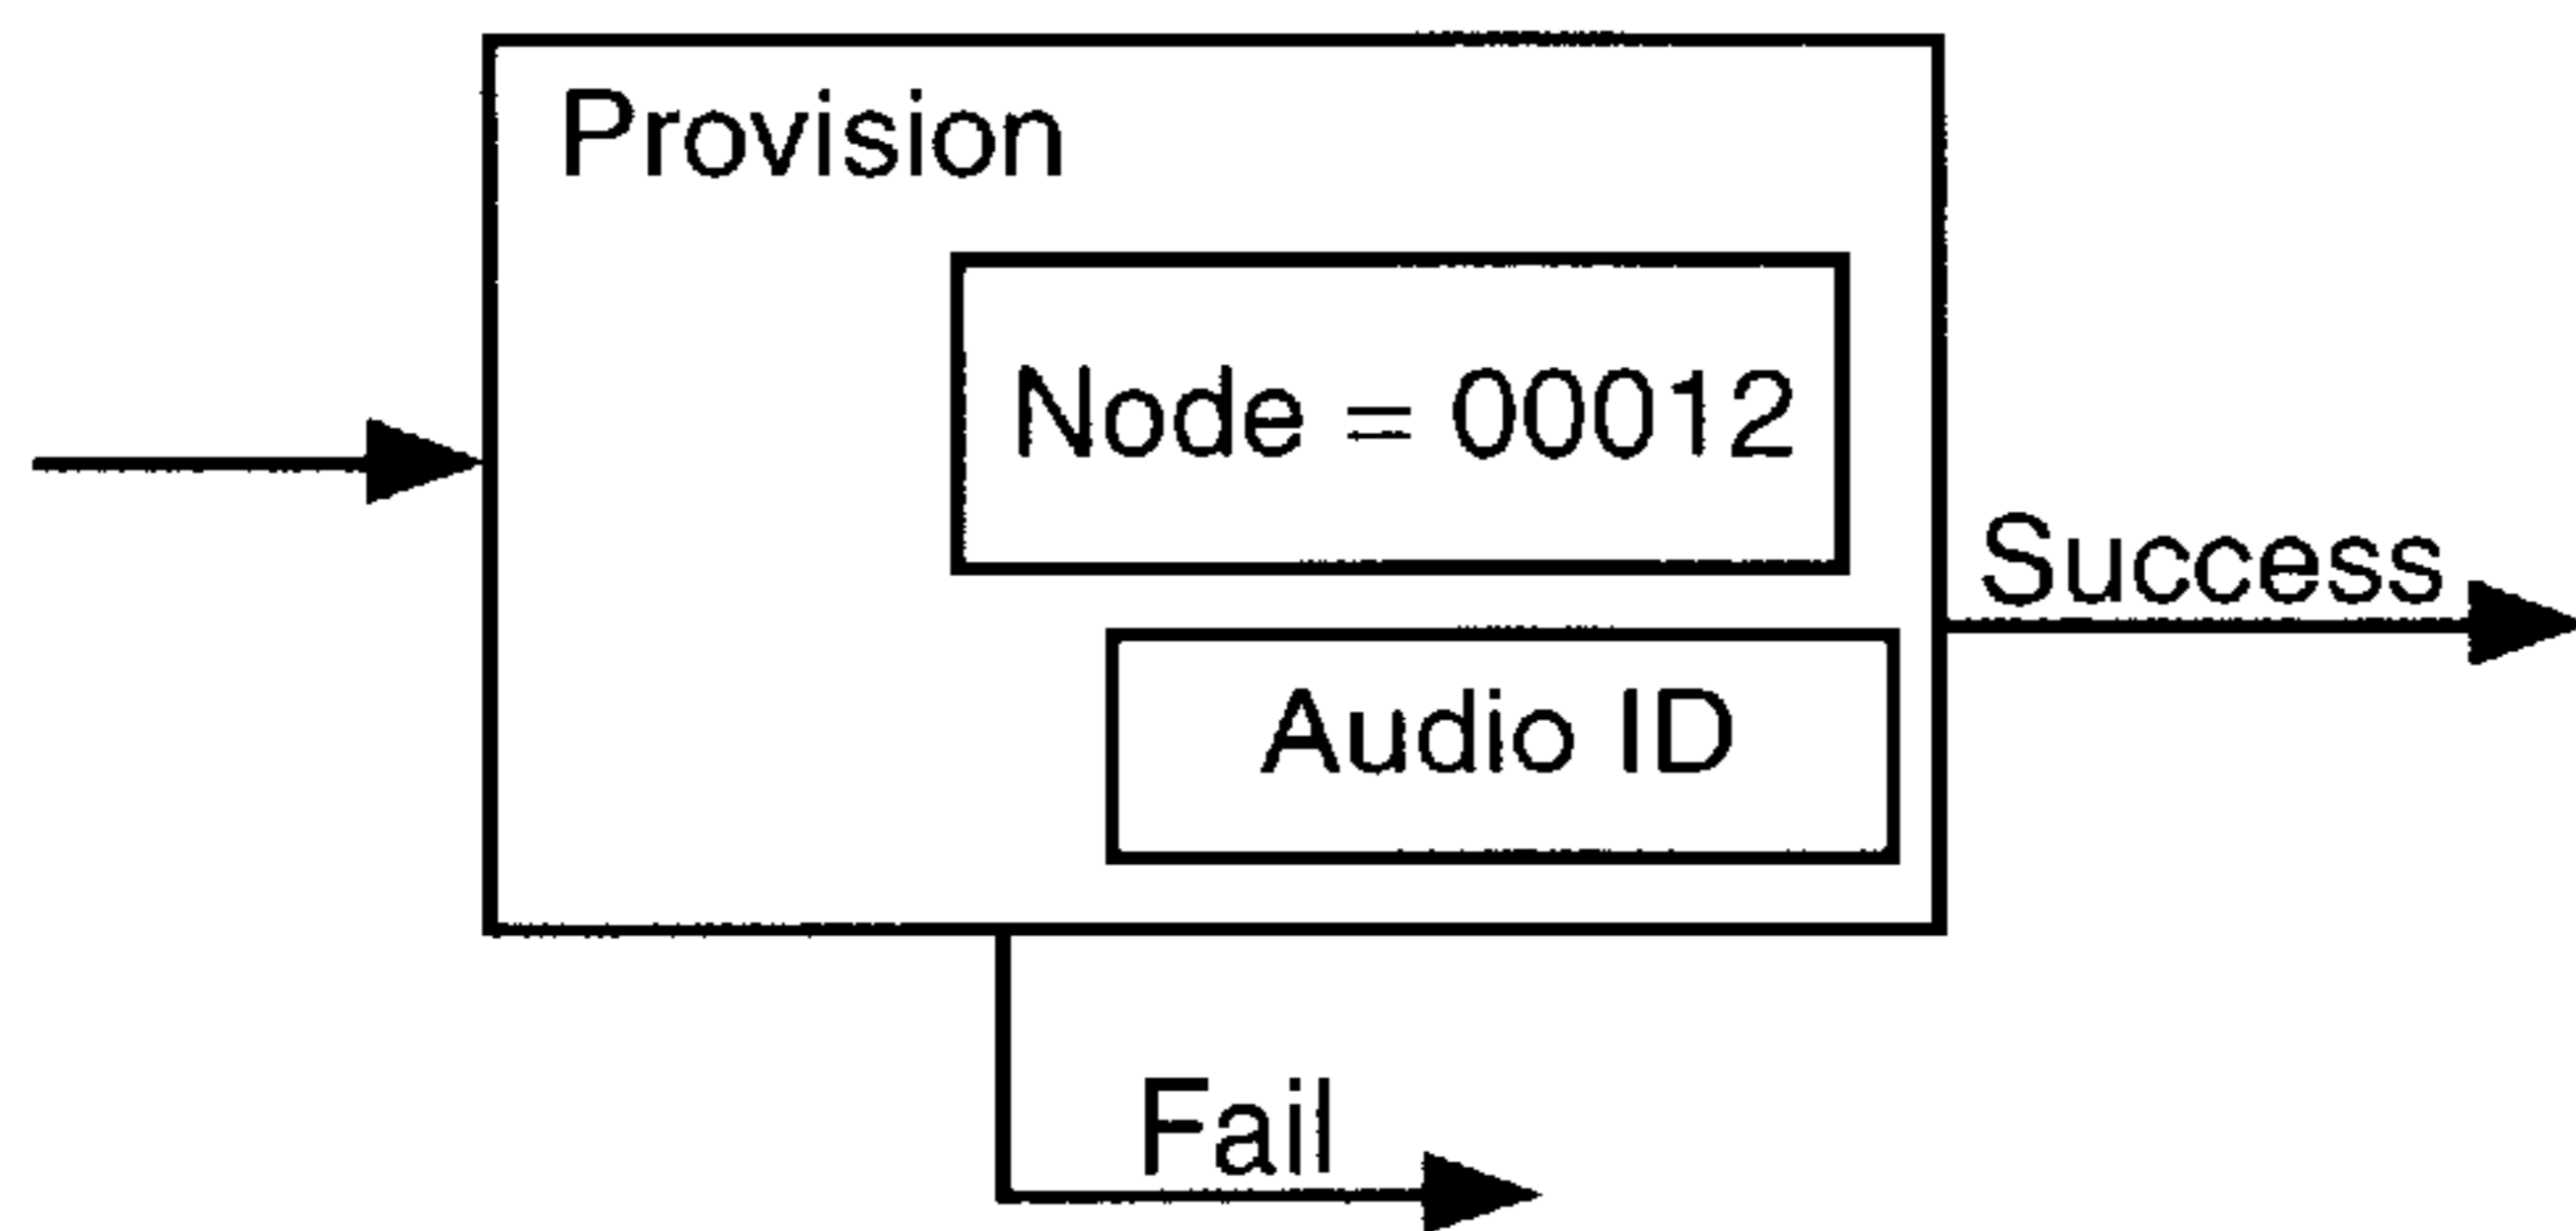 Provision
Node = 00012
Success
Audio ID
Fail